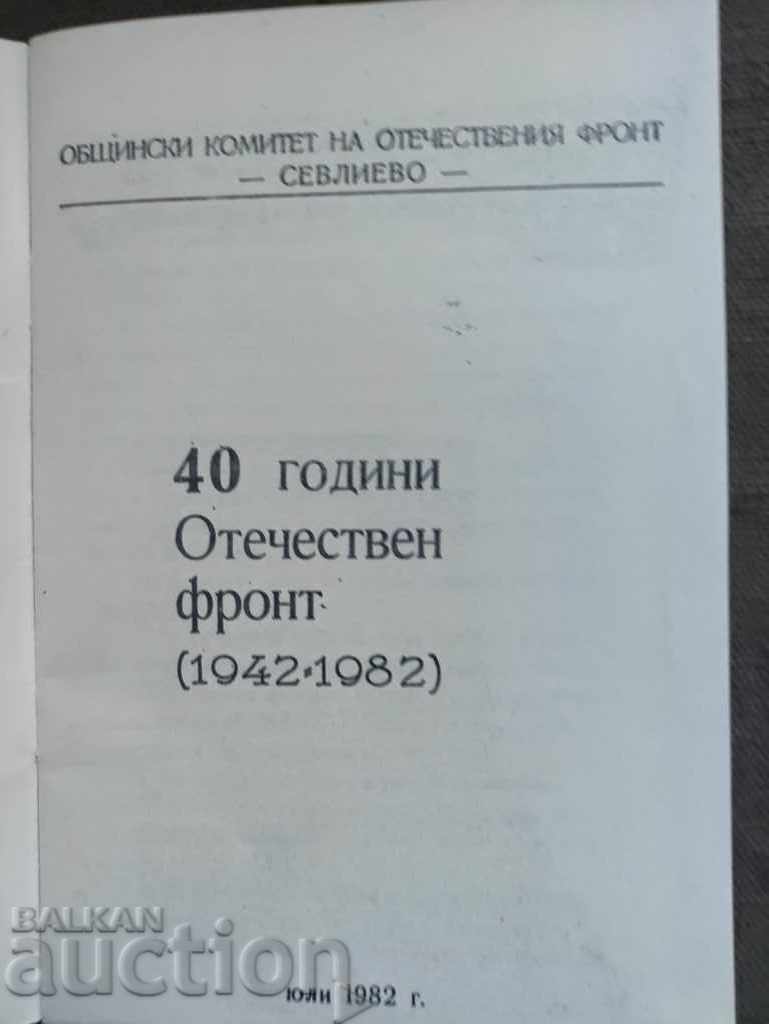 ОБЩИНСКИ КОМИТЕТ НА ОТЕЧЕСТВЕНИЯ ФРОНТ
— СЕВЛИЕВО —
40 години
Отечествен
фронт
(1942-1982)
BALKAN
auction
юли 1982 г.